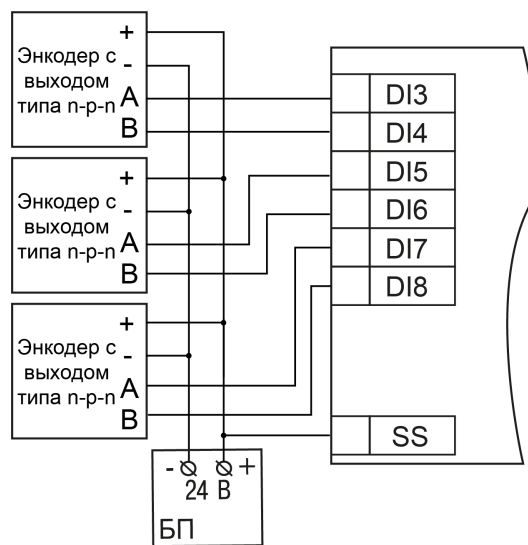 Энкодер с
выходом
типа n-p-n
+
-
A
B
Энкодер с
выходом
типа n-p-n
+
-
A
B
Энкодер с
выходом
типа n-p-n
+
-
A
B
DI3
DI4
DI5
DI6
DI7
DI8
SS
- +
24 В
БП